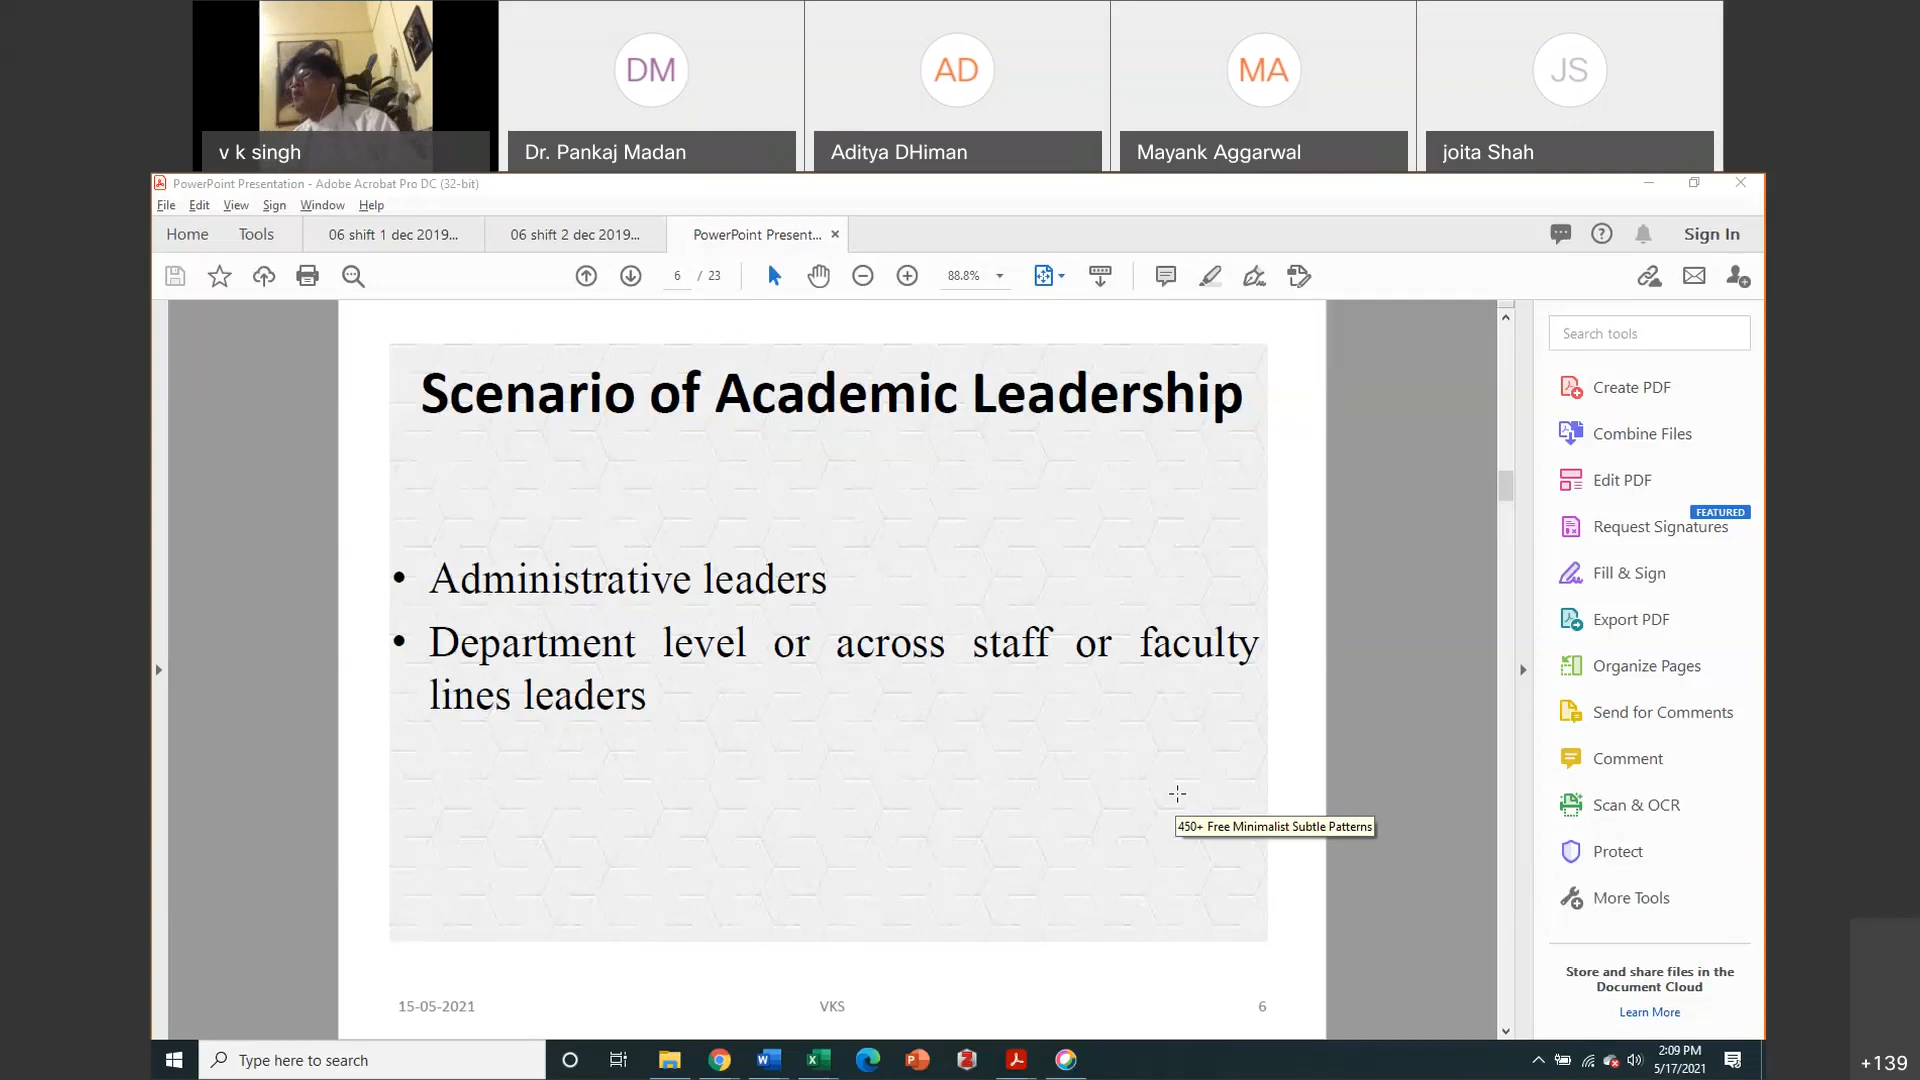 DM
AD
MA
JS
v k singh
Dr. Pankaj Madan
Aditya DHiman
Mayank Aggarwal
joita Shah
PowerPoint Presentation - Adobe Acrobat Pro DC (32-bit)
File Edit View Sign Window Help
Home Tools 06 shift 1 dec 2019... 06 shift 2 dec 2019... PowerPoint Present... × Sign In
6 / 23 88.8%
Scenario of Academic Leadership
• Administrative leaders
• Department level or across staff or faculty
lines leaders
450+ Free Minimalist Subtle Patterns
15-05-2021 VKS 6
Search tools
Create PDF
Combine Files
Edit PDF
FEATURED
Request Signatures
Fill & Sign
Export PDF
Organize Pages
Send for Comments
Comment
Scan & OCR
Protect
More Tools
Store and share files in the
Document Cloud
Learn More
Type here to search
2:09 PM
5/17/2021
+139